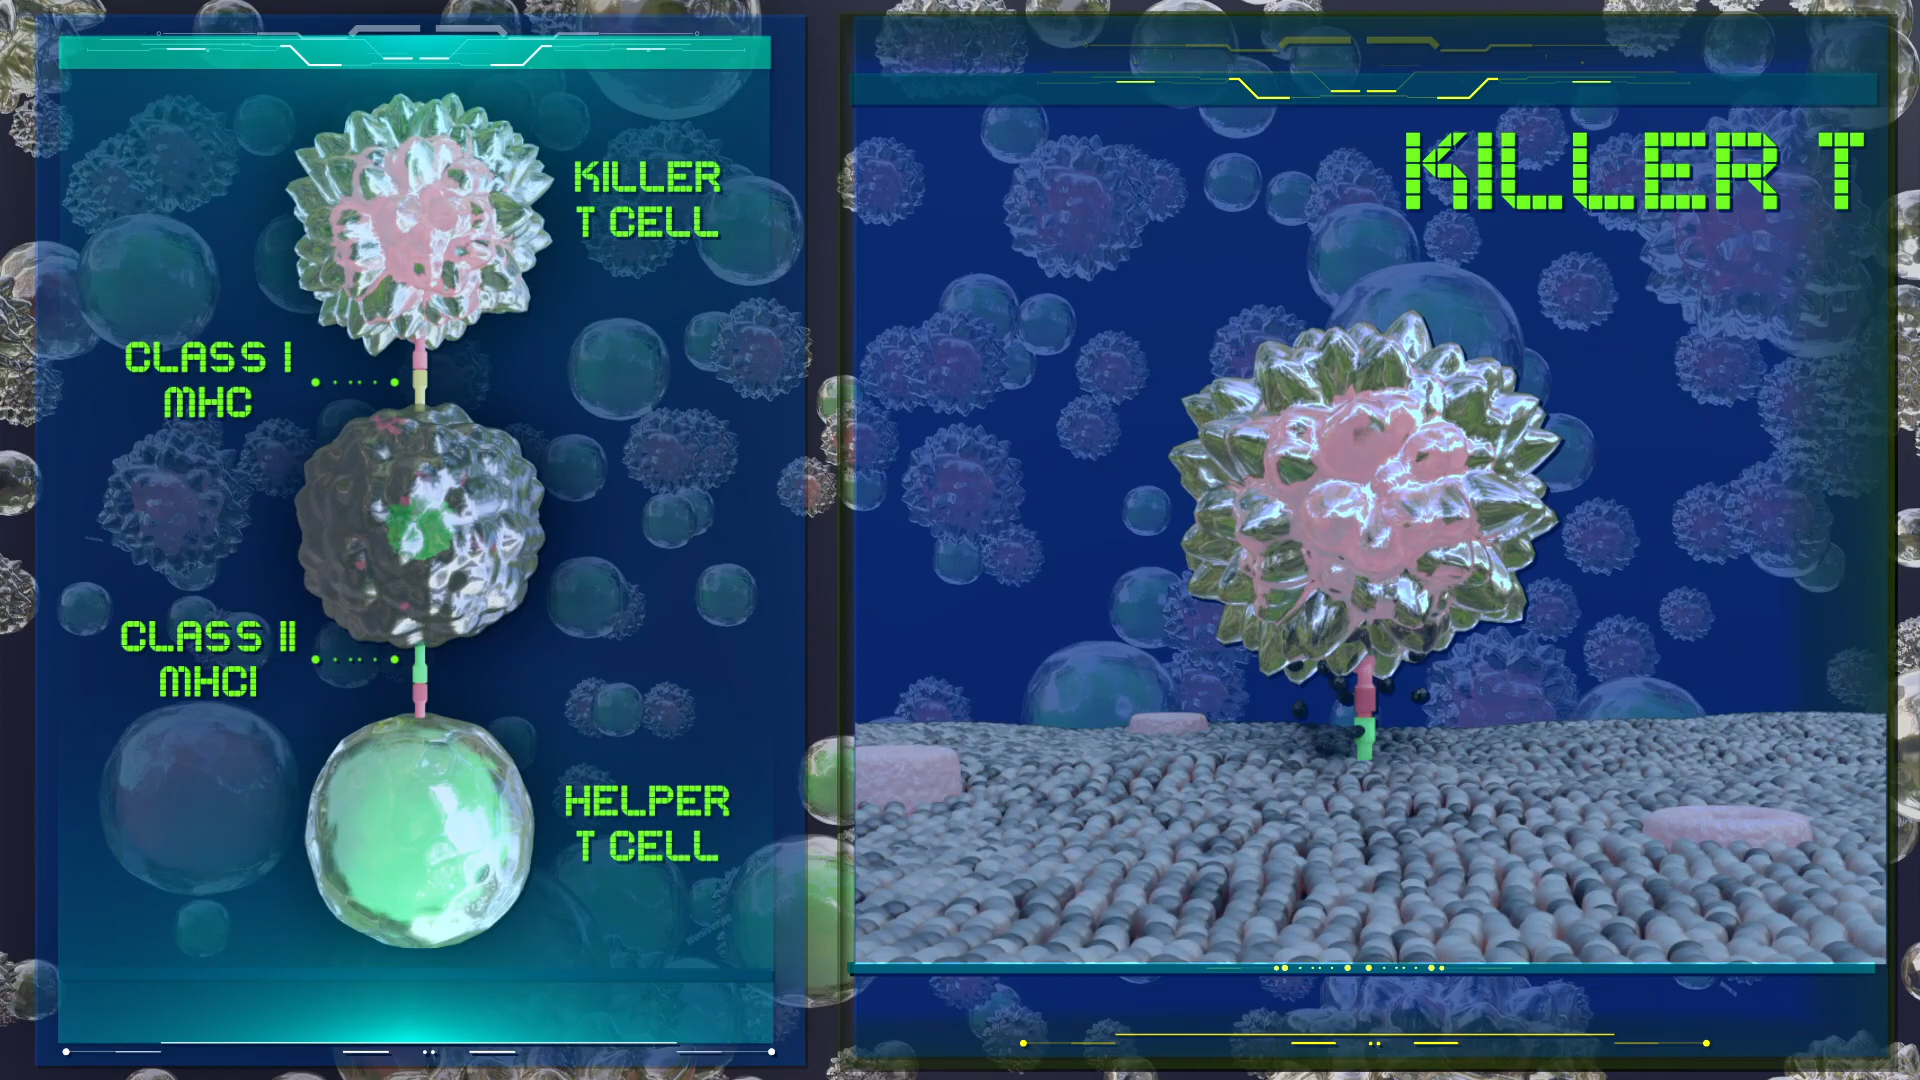 KILLER
T CELL
CLASS I
MHC
CLASS II
MHCI
HELPER
T CELL
KILLER T